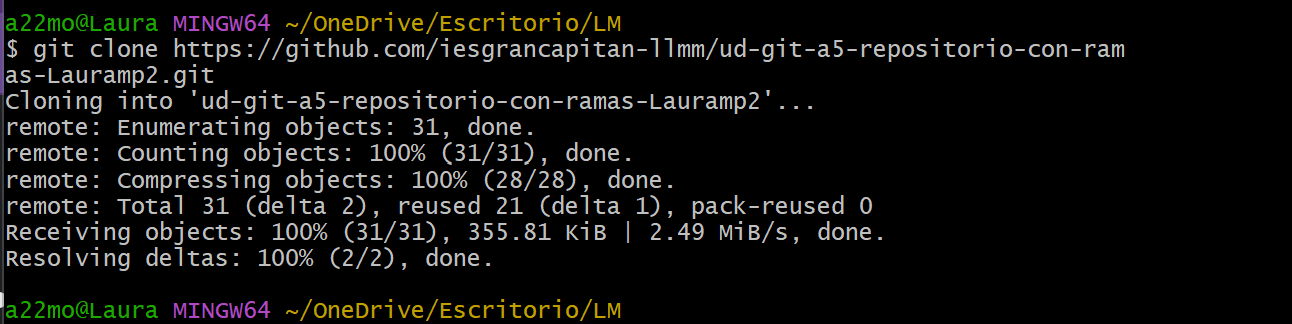 a22mo@Laura MINGW64 ~/OneDrive/Escritorio/LM
$ git clone https://github.com/iesgrancapitan-llmm/ud-git-a5-repositorio-con-ram
as-Lauramp2.git
Cloning into 'ud-git-a5-repositorio-con-ramas-Lauramp2'...
remote: Enumerating objects: 31, done.
remote: Counting objects: 100% (31/31), done.
remote: Compressing objects: 100% (28/28), done.
remote: Total 31 (delta 2), reused 21 (delta 1), pack-reused 0
Receiving objects: 100% (31/31), 355.81 KiB | 2.49 MiB/s, done.
Resolving deltas: 100% (2/2), done.
a22mo@Laura MINGW64 ~/OneDrive/Escritorio/LM